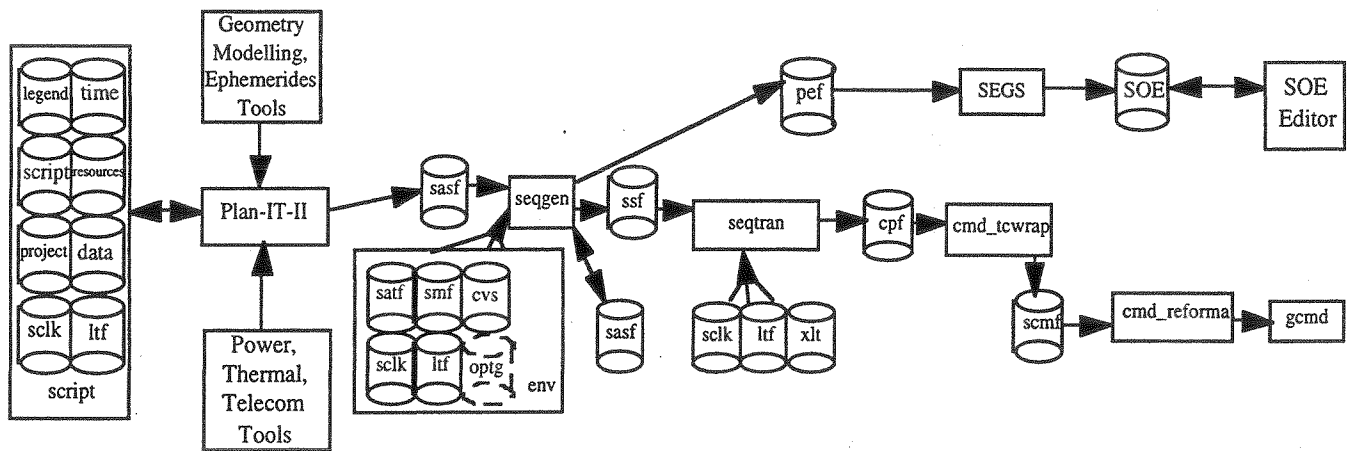 legend time
script resources
project data
sclk ltf
script
Geometry
Modelling,
Ephemerides
Tools
Plan-IT-II
Power,
Thermal,
Telecom
Tools
sasf
seqgen
satf smf cvs
sclk ltf optg
env
pef
SEGS
SOE
SOE
Editor
ssf
sasf
seqtran
sclk ltf xlt
cpf
cmd_tcwrap
scmf
cmd_reforma
gcmd